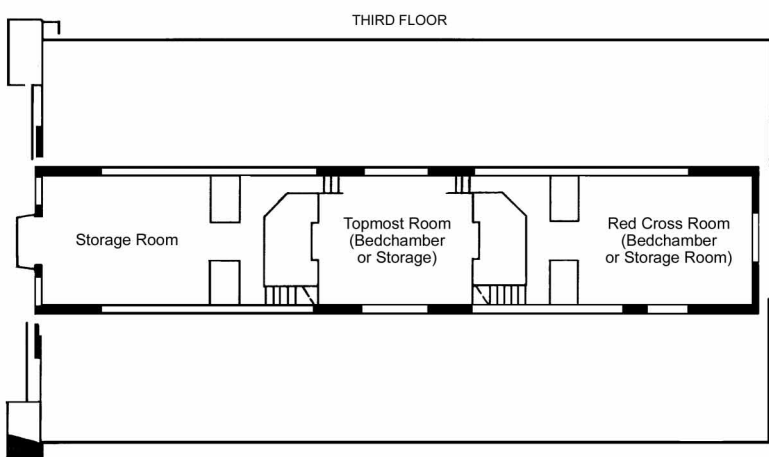 THIRD FLOOR
Storage Room
Topmost Room
(Bedchamber
or Storage)
Red Cross Room
(Bedchamber
or Storage Room)